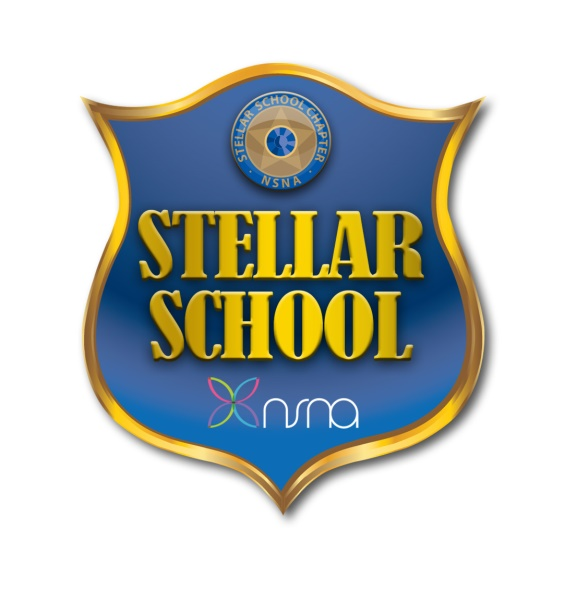 STELLAR SCHOOL CHAPTER
· NSNA ·
STELLAR
SCHOOL
nsna